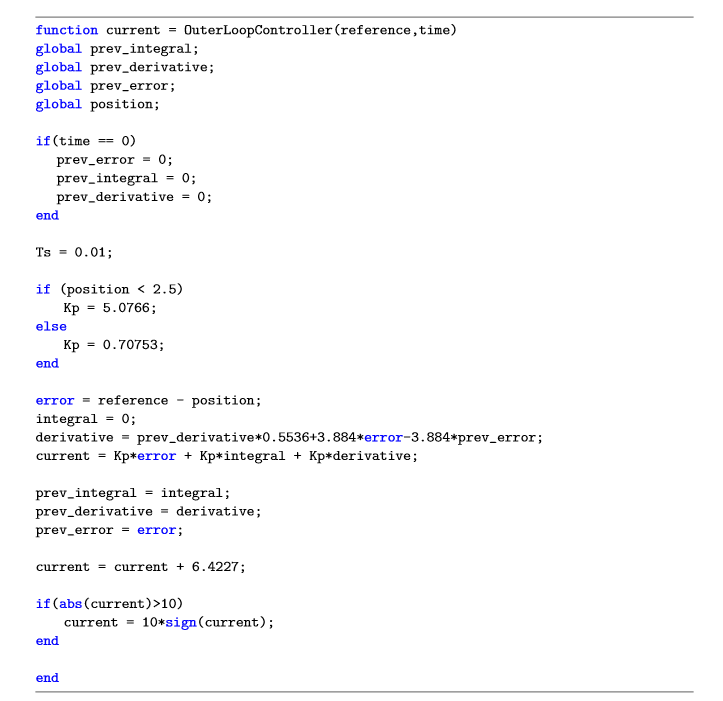 function current = OuterLoopController(reference,time)
global prev_integral;
global prev_derivative;
global prev_error;
global position;

if(time == 0)
   prev_error = 0;
   prev_integral = 0;
   prev_derivative = 0;
end

Ts = 0.01;

if (position < 2.5)
    Kp = 5.0766;
else
    Kp = 0.70753;
end

error = reference - position;
integral = 0;
derivative = prev_derivative*0.5536+3.884*error-3.884*prev_error;
current = Kp*error + Kp*integral + Kp*derivative;

prev_integral = integral;
prev_derivative = derivative;
prev_error = error;

current = current + 6.4227;

if(abs(current)>10)
    current = 10*sign(current);
end

end